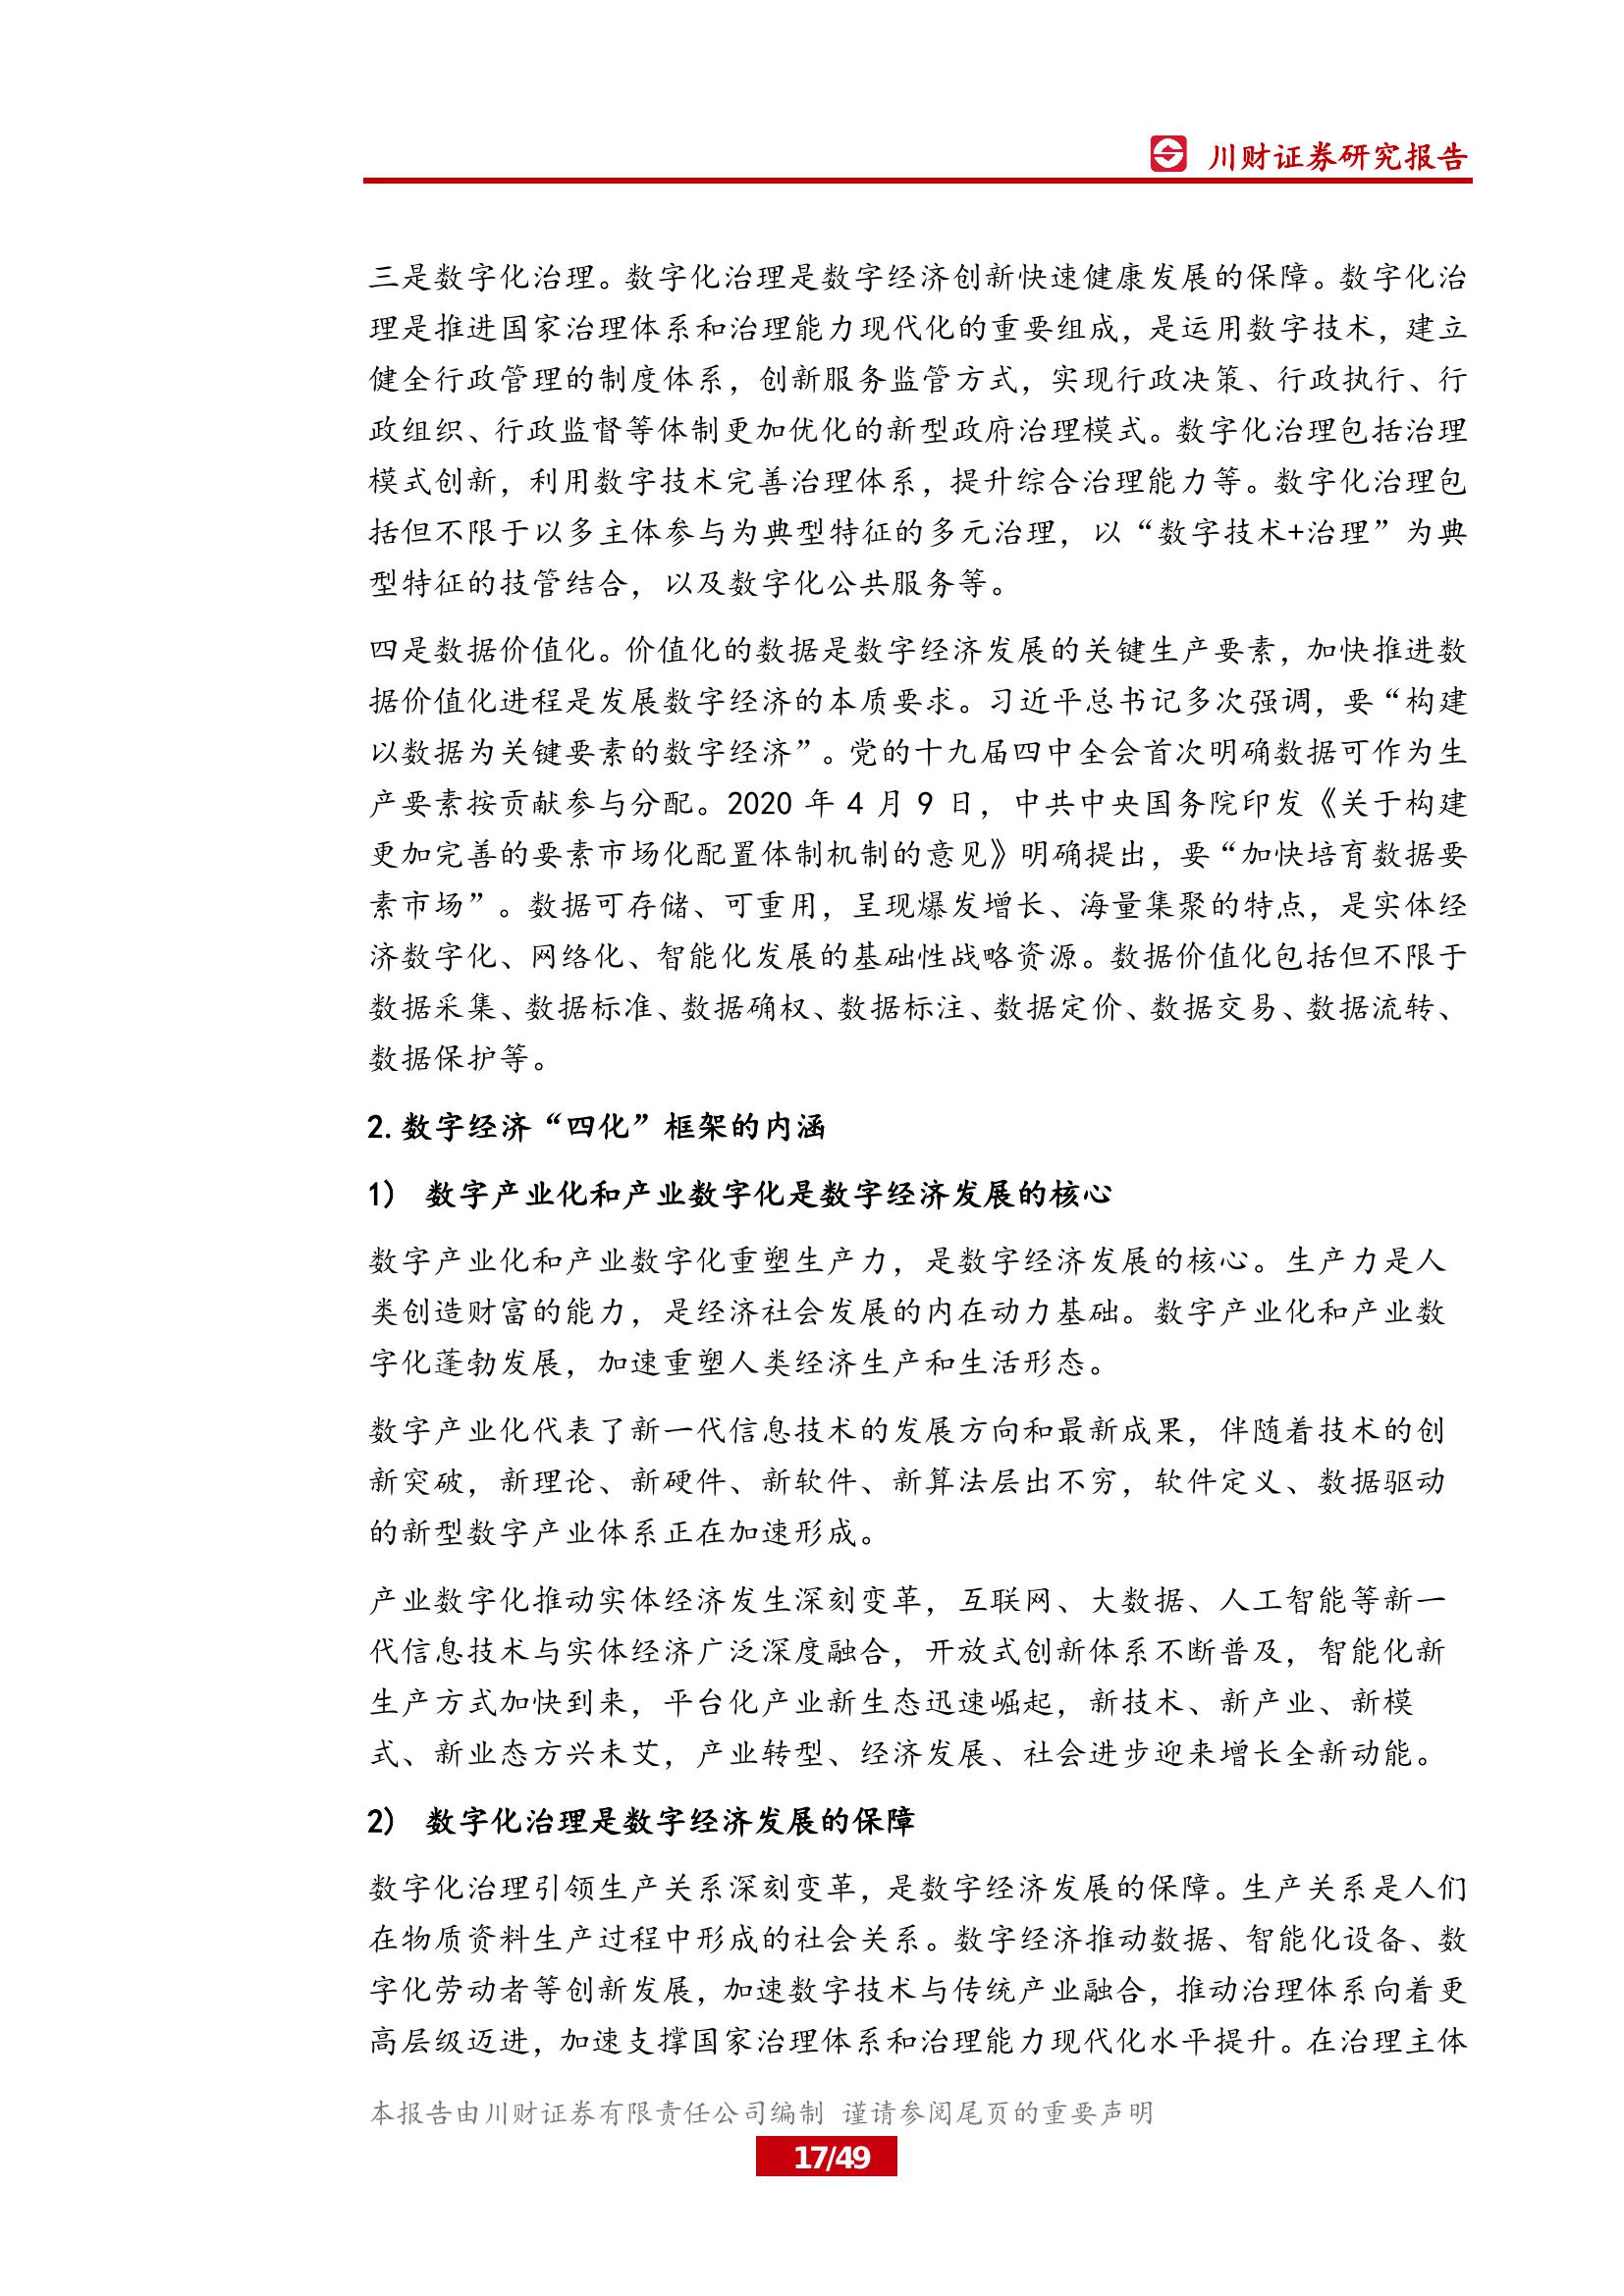 川财证券研究报告
三是数字化治理。数字化治理是数字经济创新快速健康发展的保障。数字化治
理是推进国家治理体系和治理能力现代化的重要组成，是运用数字技术，建立
健全行政管理的制度体系，创新服务监管方式，实现行政决策、行政执行、行
政组织、行政监督等体制更加优化的新型政府治理模式。数字化治理包括治理
模式创新，利用数字技术完善治理体系，提升综合治理能力等。数字化治理包
括但不限于以多主体参与为典型特征的多元治理，以“数字技术+治理”为典
型特征的技管结合，以及数字化公共服务等。
四是数据价值化。价值化的数据是数字经济发展的关键生产要素，加快推进数
据价值化进程是发展数字经济的本质要求。习近平总书记多次强调，要“构建
以数据为关键要素的数字经济”。党的十九届四中全会首次明确数据可作为生
产要素按贡献参与分配。2020 年 4 月 9 日，中共中央国务院印发《关于构建
更加完善的要素市场化配置体制机制的意见》明确提出，要“加快培育数据要
素市场”。数据可存储、可重用，呈现爆发增长、海量集聚的特点，是实体经
济数字化、网络化、智能化发展的基础性战略资源。数据价值化包括但不限于
数据采集、数据标准、数据确权、数据标注、数据定价、数据交易、数据流转、
数据保护等。
2.数字经济“四化”框架的内涵
1） 数字产业化和产业数字化是数字经济发展的核心
数字产业化和产业数字化重塑生产力，是数字经济发展的核心。生产力是人
类创造财富的能力，是经济社会发展的内在动力基础。数字产业化和产业数
字化蓬勃发展，加速重塑人类经济生产和生活形态。
数字产业化代表了新一代信息技术的发展方向和最新成果，伴随着技术的创
新突破，新理论、新硬件、新软件、新算法层出不穷，软件定义、数据驱动
的新型数字产业体系正在加速形成。
产业数字化推动实体经济发生深刻变革，互联网、大数据、人工智能等新一
代信息技术与实体经济广泛深度融合，开放式创新体系不断普及，智能化新
生产方式加快到来，平台化产业新生态迅速崛起，新技术、新产业、新模
式、新业态方兴未艾，产业转型、经济发展、社会进步迎来增长全新动能。
2） 数字化治理是数字经济发展的保障
数字化治理引领生产关系深刻变革，是数字经济发展的保障。生产关系是人们
在物质资料生产过程中形成的社会关系。数字经济推动数据、智能化设备、数
字化劳动者等创新发展，加速数字技术与传统产业融合，推动治理体系向着更
高层级迈进，加速支撑国家治理体系和治理能力现代化水平提升。在治理主体
本报告由川财证券有限责任公司编制 谨请参阅尾页的重要声明
17/49